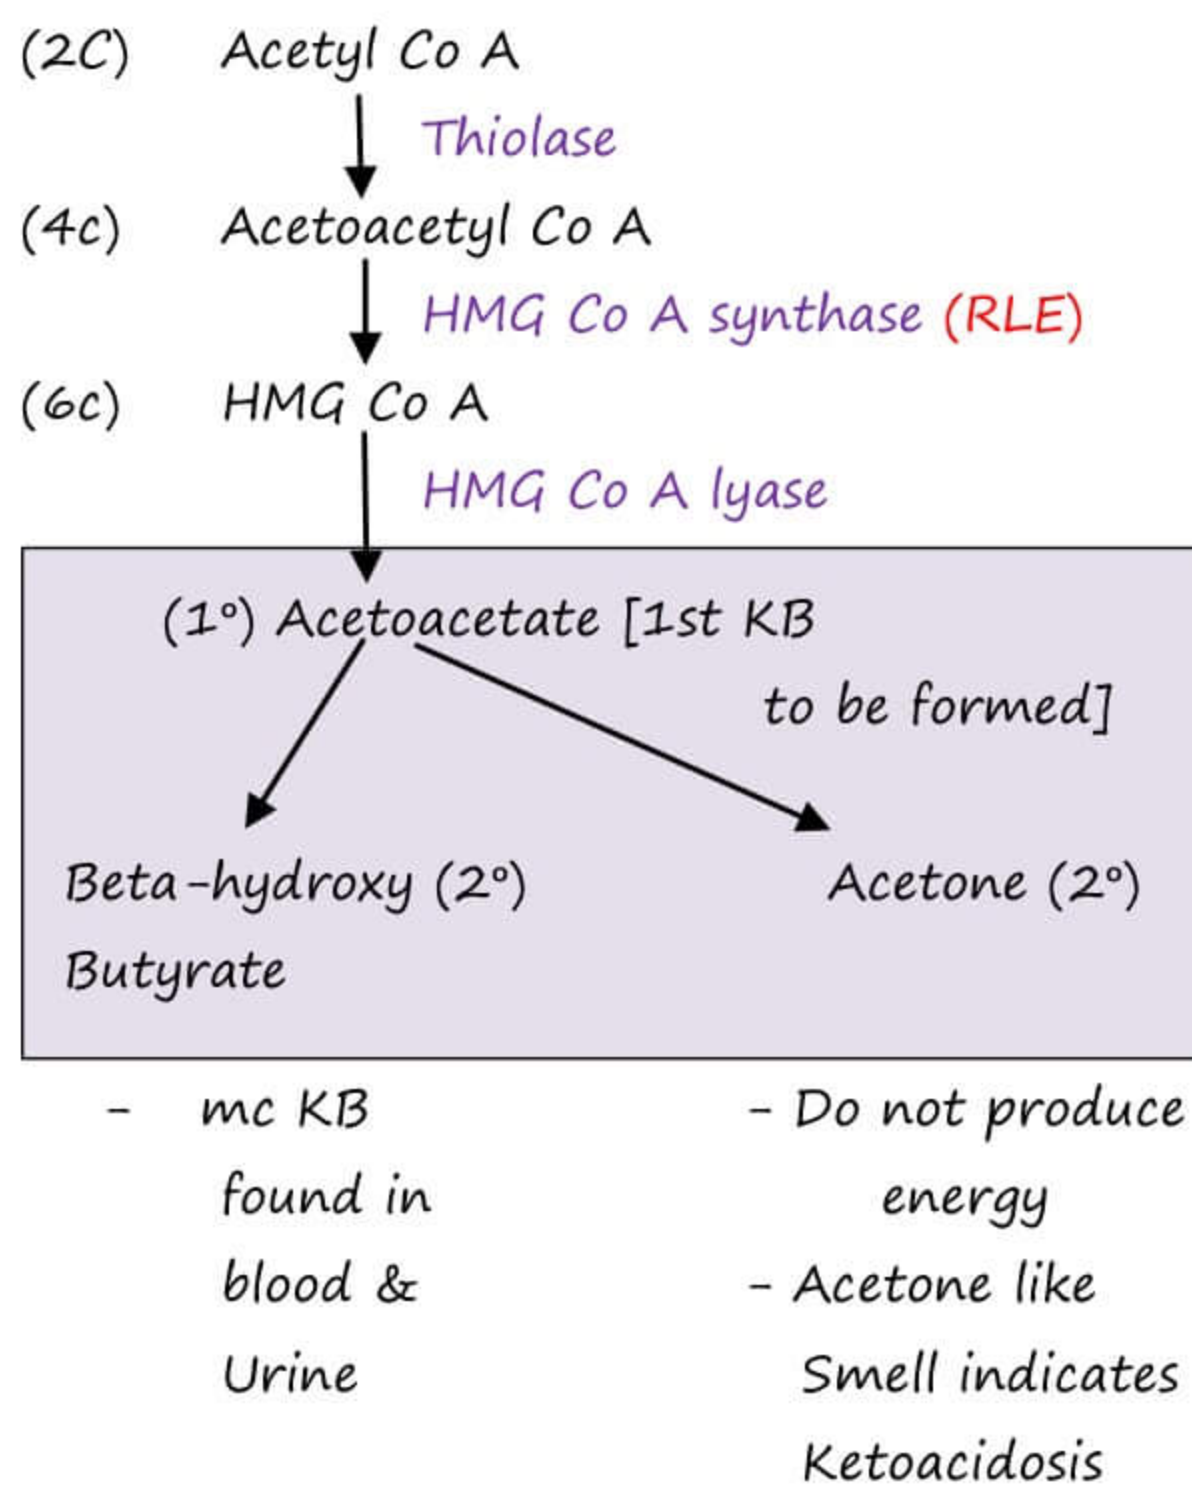 (2C) Acetyl Co A
Thiolase
(4c) Acetoacetyl Co A
HMG Co A synthase (RLE)
(6c) HMG Co A
HMG Co A lyase
(1°) Acetoacetate [1st KB
to be formed]
Beta-hydroxy (2°)
Butyrate
Acetone (2°)
- mc KB
found in
blood &
Urine
- Do not produce
energy
- Acetone like
Smell indicates
Ketoacidosis